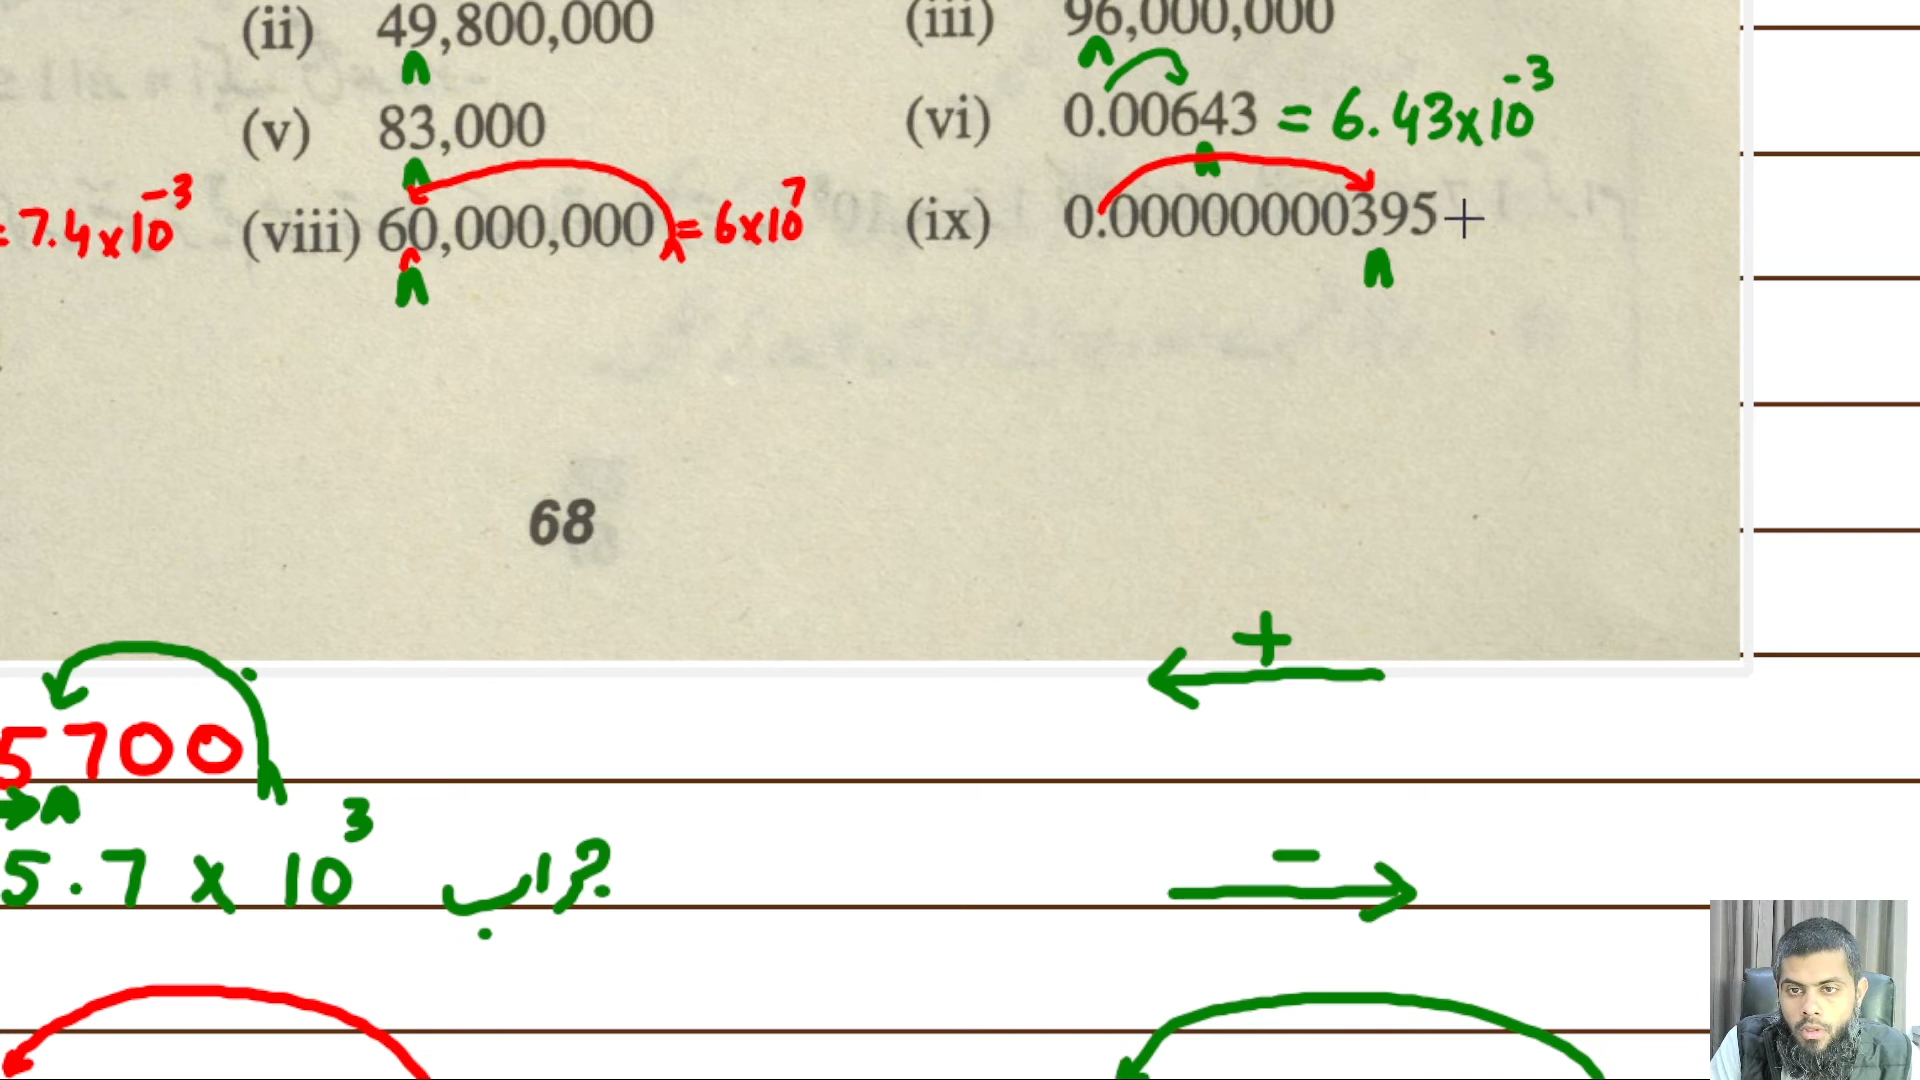 (ii) 49,800,000 (iii) 96,000,000
(v) 83,000 (vi) 0.00643 = 6.43x10^-3
= 7.4x10^-3 (viii) 60,000,000 = 6x10^7 (ix) 0.00000000395
68
+
5700
5.7 x 10^3 جواب
-